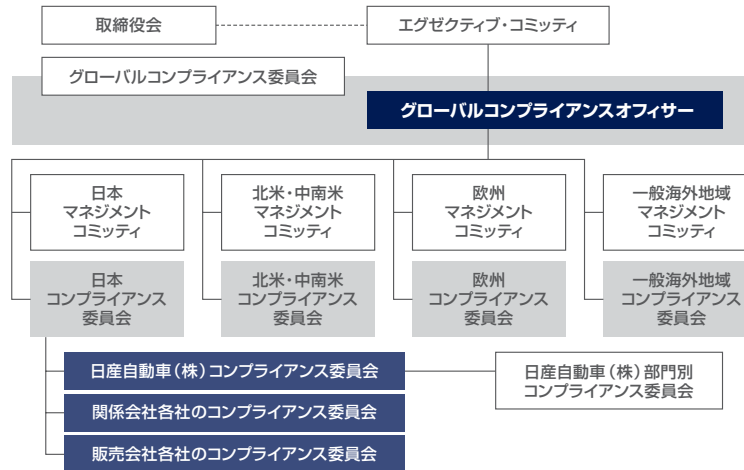 取締役会
エグゼクティブ・コミッティ
グローバルコンプライアンス委員会
グローバルコンプライアンスオフィサー
日本
マネジメント
コミッティ
北米・中南米
マネジメント
コミッティ
欧州
マネジメント
コミッティ
一般海外地域
マネジメント
コミッティ
日本
コンプライアンス
委員会
北米・中南米
コンプライアンス
委員会
欧州
コンプライアンス
委員会
一般海外地域
コンプライアンス
委員会
日産自動車(株)コンプライアンス委員会
日産自動車(株)部門別
コンプライアンス委員会
関係会社各社のコンプライアンス委員会
販売会社各社のコンプライアンス委員会